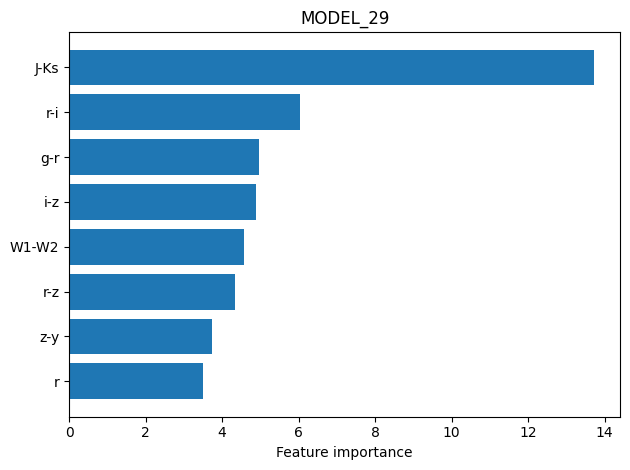 MODEL_29
J-Ks
r-i
g-r
i-z
W1-W2
r-z
z-y
r
0 2 4 6 8 10 12 14
Feature importance